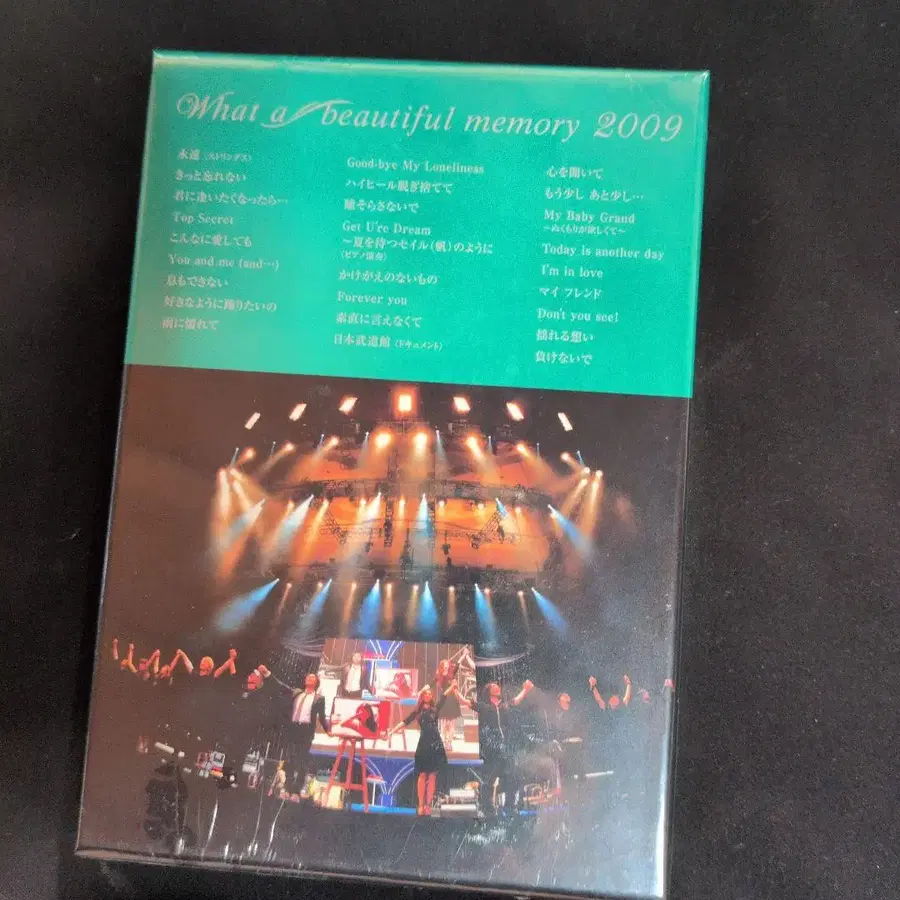 What a beautiful memory 2009
永遠〈ストリングス〉
きっと忘れない
君に逢いたくなったら…
Top Secret
こんなに愛しても
You and me (and…)
息もできない
好きなように踊りたいの
雨に濡れて
Good-bye My Loneliness
ハイヒール脱ぎ捨てて
瞳そらさないで
Get U're Dream
～夏を待つセイル(帆)のように
〈ピアノ演奏〉
かけがえのないもの
Forever you
素直に言えなくて
日本武道館〈ドキュメント〉
心を開いて
もう少し あと少し…
My Baby Grand
～ぬくもりが欲しくて～
Today is another day
I'm in love
マイ フレンド
Don't you see!
揺れる想い
負けないで